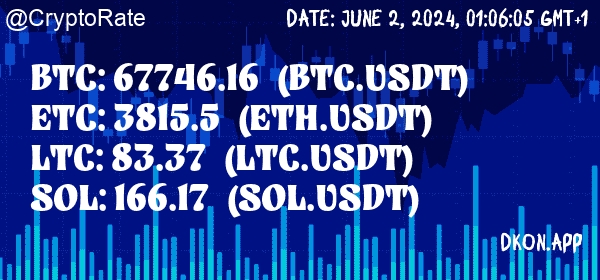 @CryptoRate
DATE: JUNE 2, 2024, 01:06:05 GMT+1
BTC: 67746.16 (BTC.USDT)
ETC: 3815.5 (ETH.USDT)
LTC: 83.37 (LTC.USDT)
SOL: 166.17 (SOL.USDT)
DKON.APP